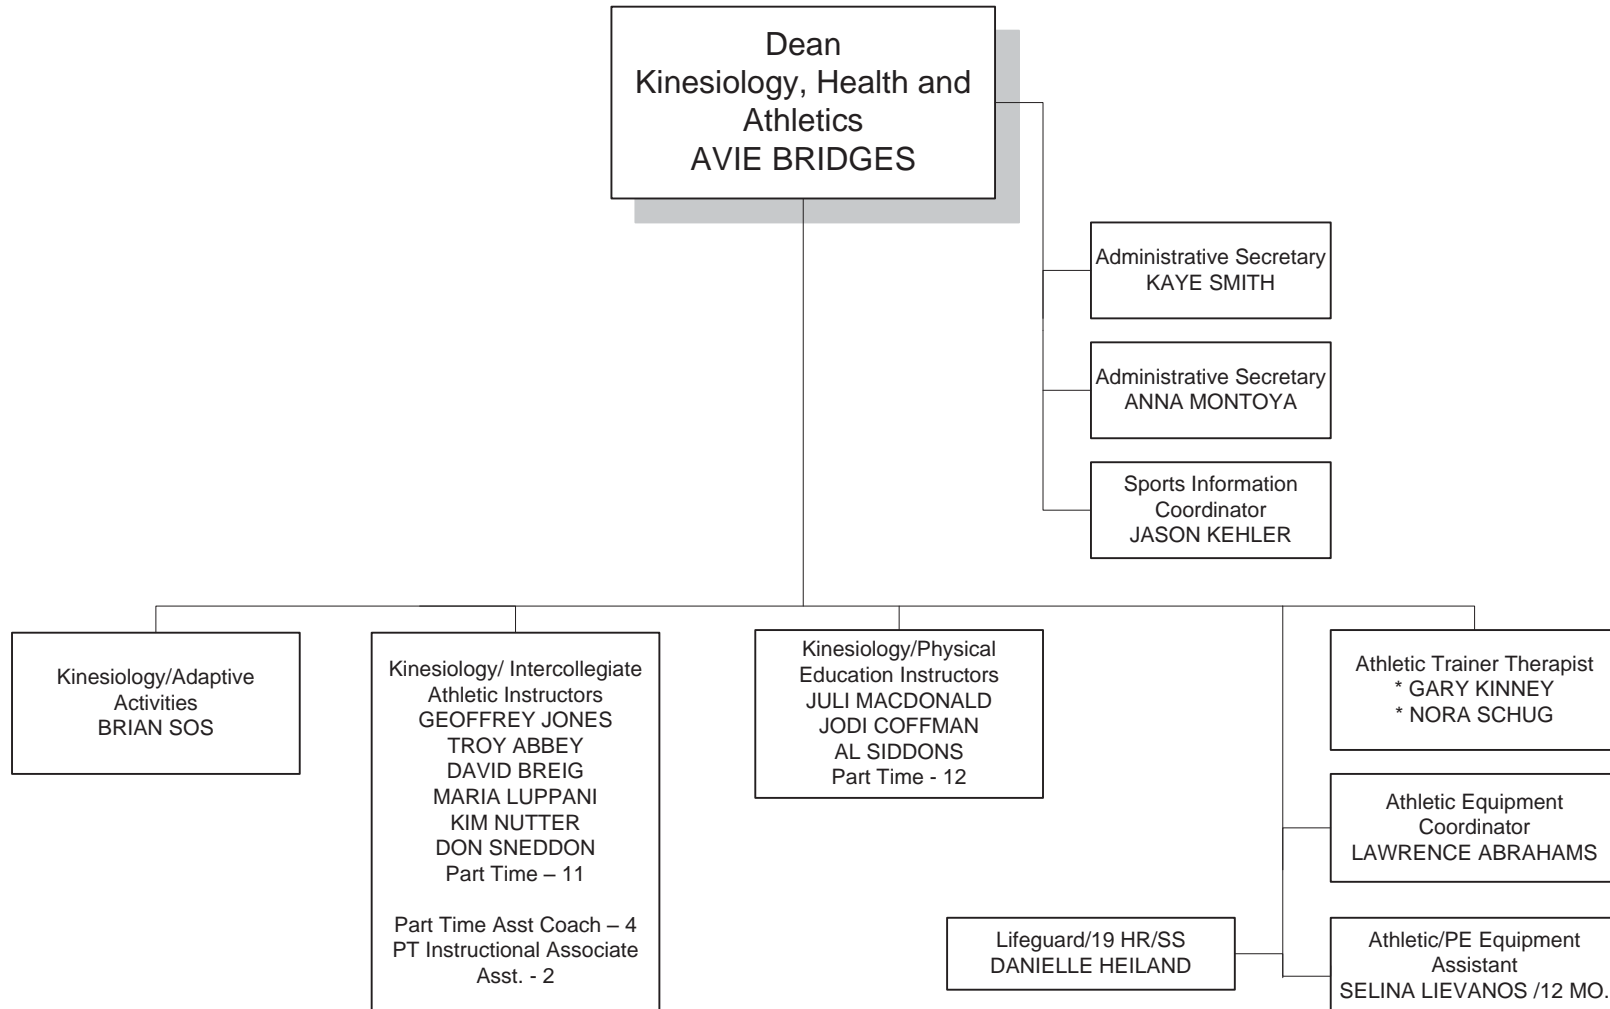 Dean
Kinesiology, Health and
Athletics
AVIE BRIDGES
Administrative Secretary
KAYE SMITH
Administrative Secretary
ANNA MONTOYA
Sports Information
Coordinator
JASON KEHLER
Kinesiology/Adaptive
Activities
BRIAN SOS
Kinesiology/ Intercollegiate
Athletic Instructors
GEOFFREY JONES
TROY ABBEY
DAVID BREIG
MARIA LUPPANI
KIM NUTTER
DON SNEDDON
Part Time – 11
Part Time Asst Coach – 4
PT Instructional Associate
Asst. - 2
Kinesiology/Physical
Education Instructors
JULI MACDONALD
JODI COFFMAN
AL SIDDONS
Part Time - 12
Athletic Trainer Therapist
* GARY KINNEY
* NORA SCHUG
Athletic Equipment
Coordinator
LAWRENCE ABRAHAMS
Lifeguard/19 HR/SS
DANIELLE HEILAND
Athletic/PE Equipment
Assistant
SELINA LIEVANOS /12 MO.